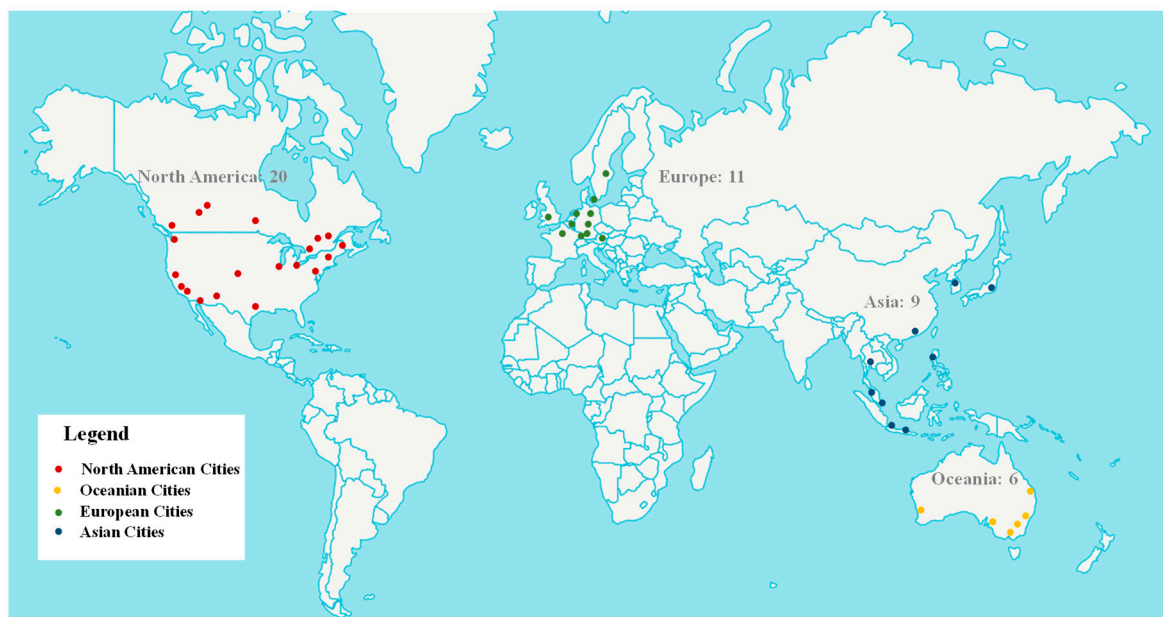 North America: 20
Europe: 11
Asia: 9
Oceania: 6
Legend
North American Cities
Oceanian Cities
European Cities
Asian Cities